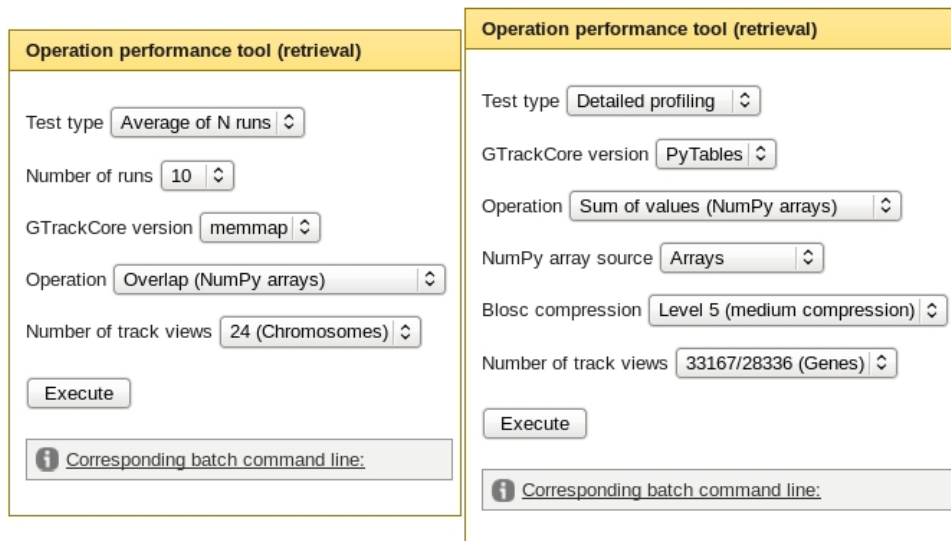 Operation performance tool (retrieval)
Test type Average of N runs
Number of runs 10
GTrackCore version memmap
Operation Overlap (NumPy arrays)
Number of track views 24 (Chromosomes)
Execute
Corresponding batch command line:
Operation performance tool (retrieval)
Test type Detailed profiling
GTrackCore version PyTables
Operation Sum of values (NumPy arrays)
NumPy array source Arrays
Blosc compression Level 5 (medium compression)
Number of track views 33167/28336 (Genes)
Execute
Corresponding batch command line: